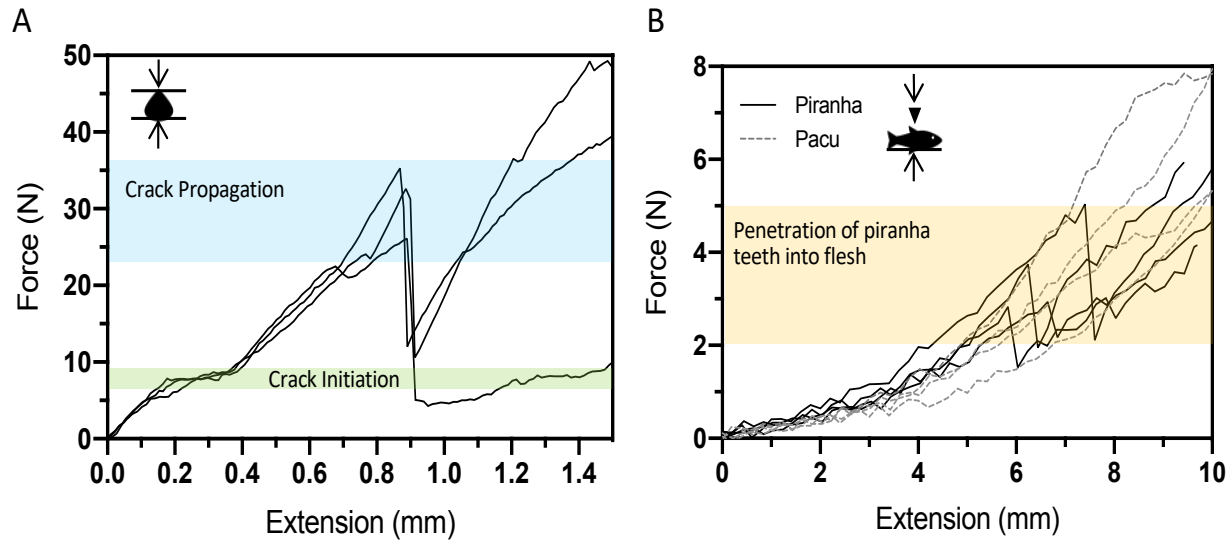 A
50
40
30
20
10
0
Force (N)
Crack Propagation
Crack Initiation
0.0 0.2 0.4 0.6 0.8 1.0 1.2 1.4
Extension (mm)
B
8
6
4
2
0
Force (N)
Piranha
Pacu
Penetration of piranha
teeth into flesh
0 2 4 6 8 10
Extension (mm)